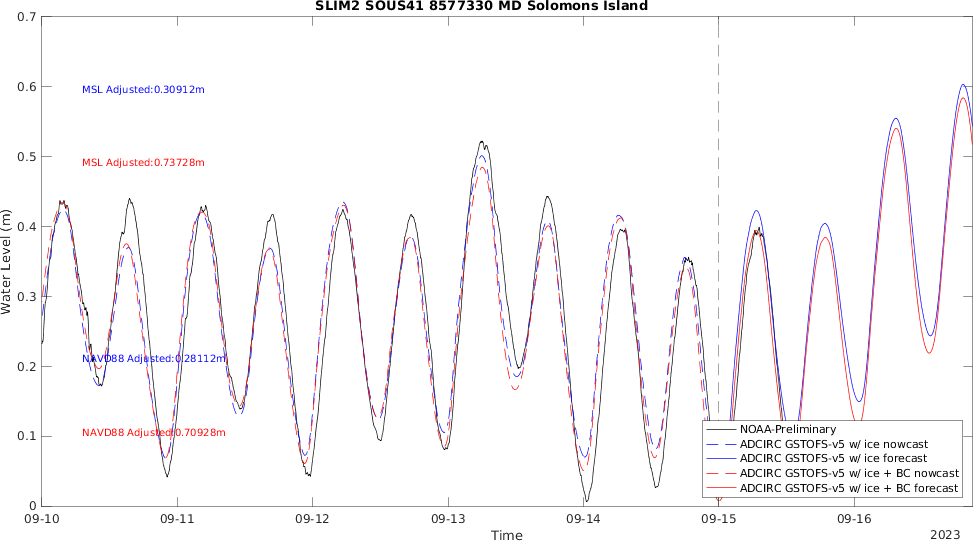 SLIM2 SOUS41 8577330 MD Solomons Island
0.7
0.6
0.5
0.4
0.3
0.2
0.1
0
Water Level (m)
MSL Adjusted:0.30912m
MSL Adjusted:0.73728m
NAVD88 Adjusted:0.28112m
NAVD88 Adjusted:0.70928m
NOAA-Preliminary
ADCIRC GSTOFS-v5 w/ ice nowcast
ADCIRC GSTOFS-v5 w/ ice forecast
ADCIRC GSTOFS-v5 w/ ice + BC nowcast
ADCIRC GSTOFS-v5 w/ ice + BC forecast
09-10 09-11 09-12 09-13 09-14 09-15 09-16
Time
2023